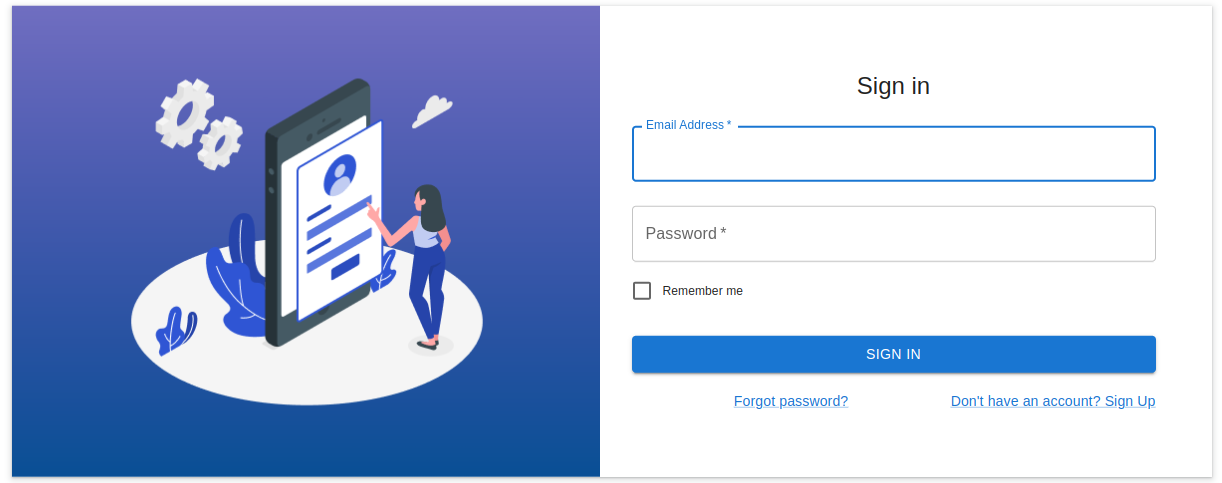 Sign in
Email Address *
Password *
Remember me
SIGN IN
Forgot password?
Don't have an account? Sign Up